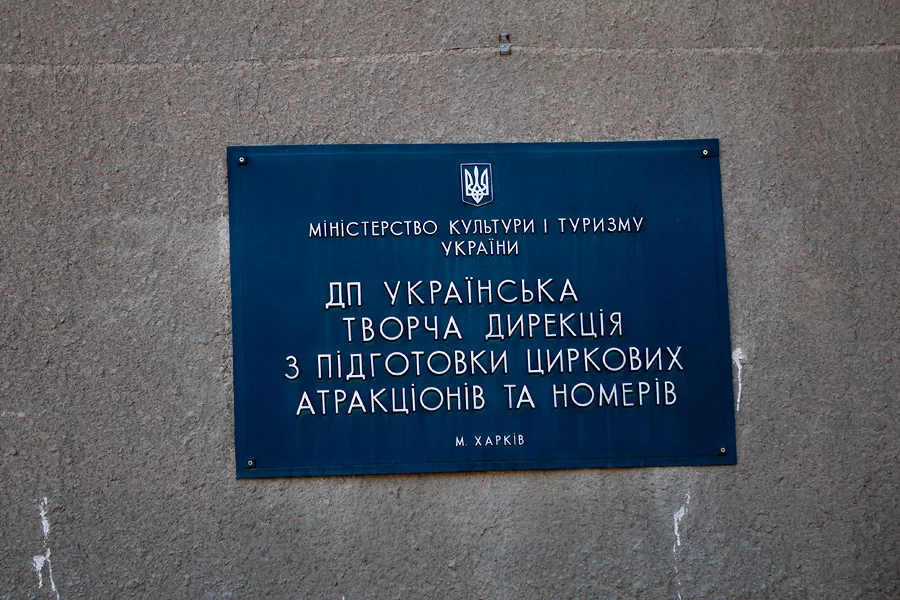 МІНІСТЕРСТВО КУЛЬТУРИ І ТУРИЗМУ
УКРАЇНИ
ДП УКРАЇНСЬКА
ТВОРЧА ДИРЕКЦІЯ
З ПІДГОТОВКИ ЦИРКОВИХ
АТРАКЦІОНІВ ТА НОМЕРІВ
М. ХАРКІВ